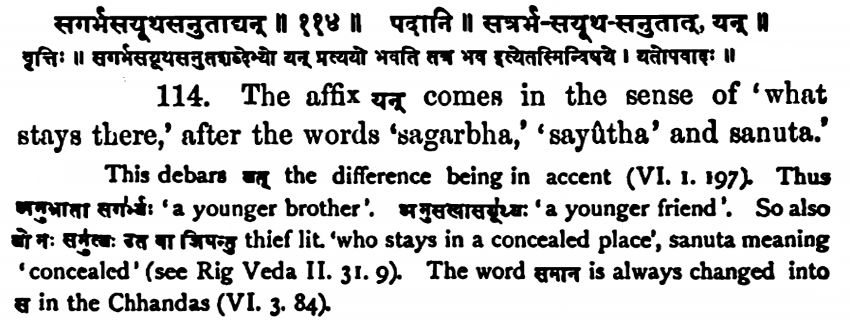 सगर्भसयूथसनुताद्यन् ॥ ११४ ॥ पदानि ॥ सगर्भ-सयूथ-सनुतात्, यन् ॥
वृत्तिः ॥ सगर्भसयूथसनुतशब्देभ्यो यन् प्रत्ययो भवति तत्र भव इत्येतस्मिन्विषये । यतोपवादः ॥
114. The affix यन् comes in the sense of ‘what
stays there,’ after the words ‘sagarbha,’ ‘sayûtha’ and sanuta.’
This debars यत् the difference being in accent (VI. 1. 197). Thus
अनुभ्राता सगर्भ्यः ‘a younger brother’. अनुसखासयूथ्यः ‘a younger friend’. So also
यो नः सनुत्यः उत वा जिघत्नु thief lit. ‘who stays in a concealed place’, sanuta meaning
‘concealed’ (see Rig Veda II. 31. 9). The word समान is always changed into
स in the Chhandas (VI. 3. 84).